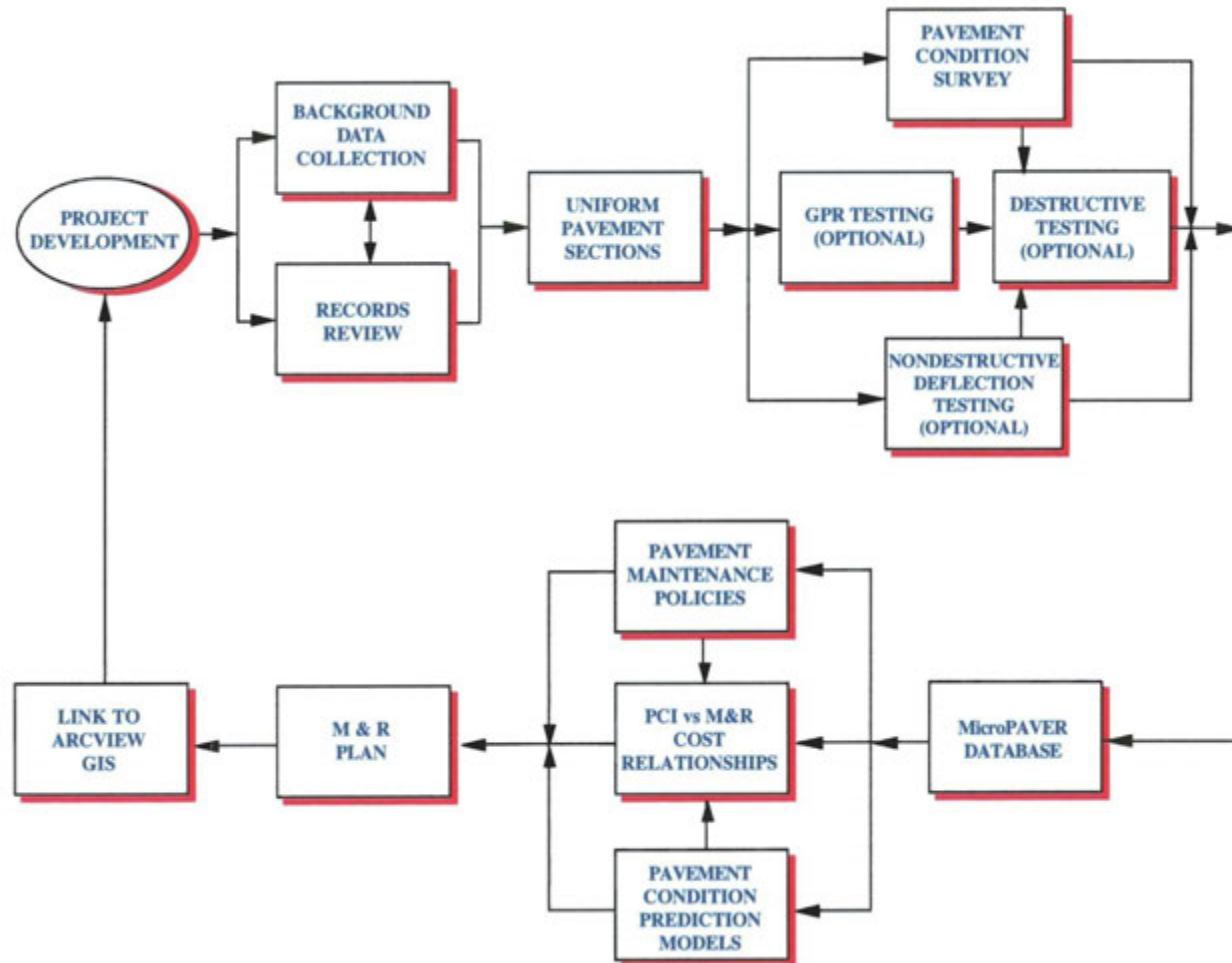 PROJECT
DEVELOPMENT
BACKGROUND
DATA
COLLECTION
RECORDS
REVIEW
UNIFORM
PAVEMENT
SECTIONS
PAVEMENT
CONDITION
SURVEY
GPR TESTING
(OPTIONAL)
DESTRUCTIVE
TESTING
(OPTIONAL)
NONDESTRUCTIVE
DEFLECTION
TESTING
(OPTIONAL)
MicroPAVER
DATABASE
PAVEMENT
MAINTENANCE
POLICIES
PCI vs M&R
COST
RELATIONSHIPS
PAVEMENT
CONDITION
PREDICTION
MODELS
M & R
PLAN
LINK TO
ARCVIEW
GIS